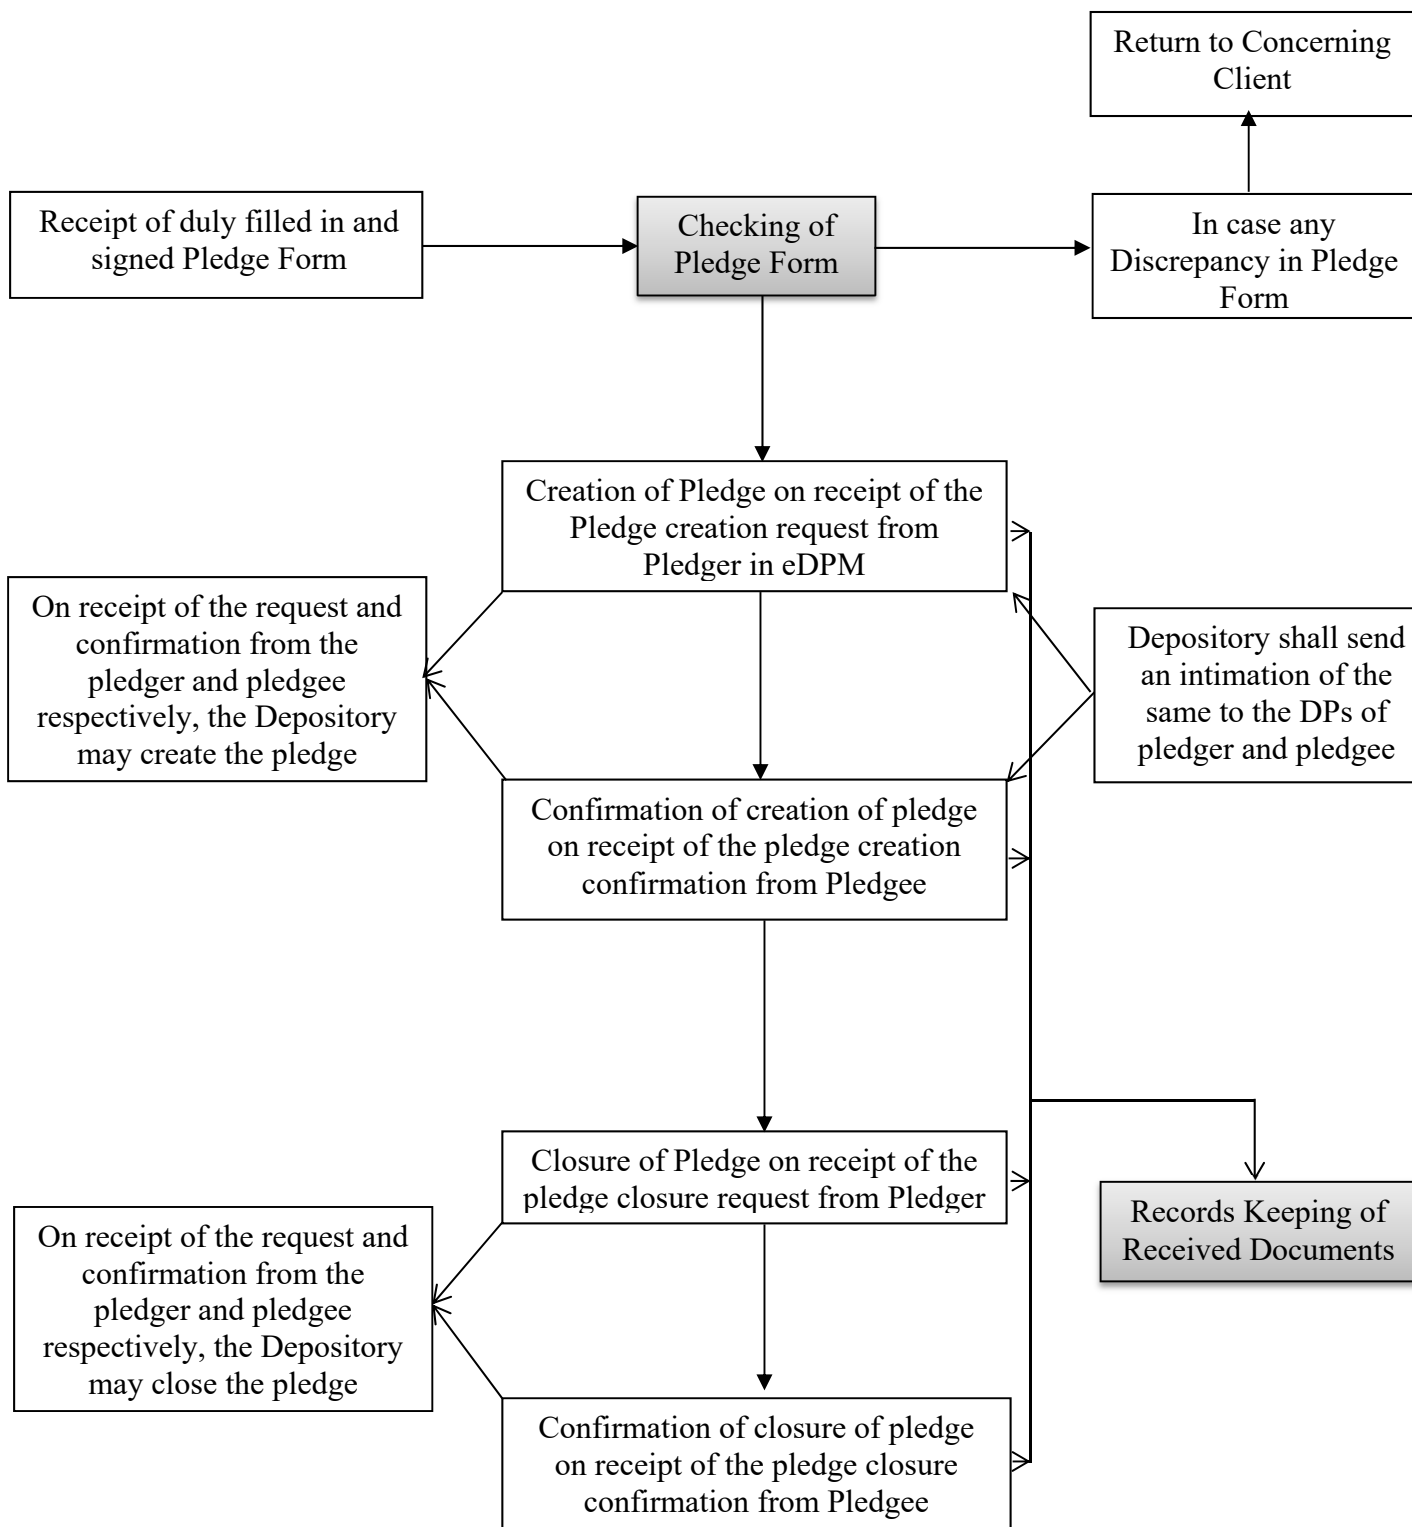 Return to Concerning
Client
Receipt of duly filled in and
signed Pledge Form
Checking of
Pledge Form
In case any
Discrepancy in Pledge
Form
Creation of Pledge on receipt of the
Pledge creation request from
Pledger in eDPM
On receipt of the request and
confirmation from the
pledger and pledgee
respectively, the Depository
may create the pledge
Depository shall send
an intimation of the
same to the DPs of
pledger and pledgee
Confirmation of creation of pledge
on receipt of the pledge creation
confirmation from Pledgee
Closure of Pledge on receipt of the
pledge closure request from Pledger
Records Keeping of
Received Documents
On receipt of the request and
confirmation from the
pledger and pledgee
respectively, the Depository
may close the pledge
Confirmation of closure of pledge
on receipt of the pledge closure
confirmation from Pledgee